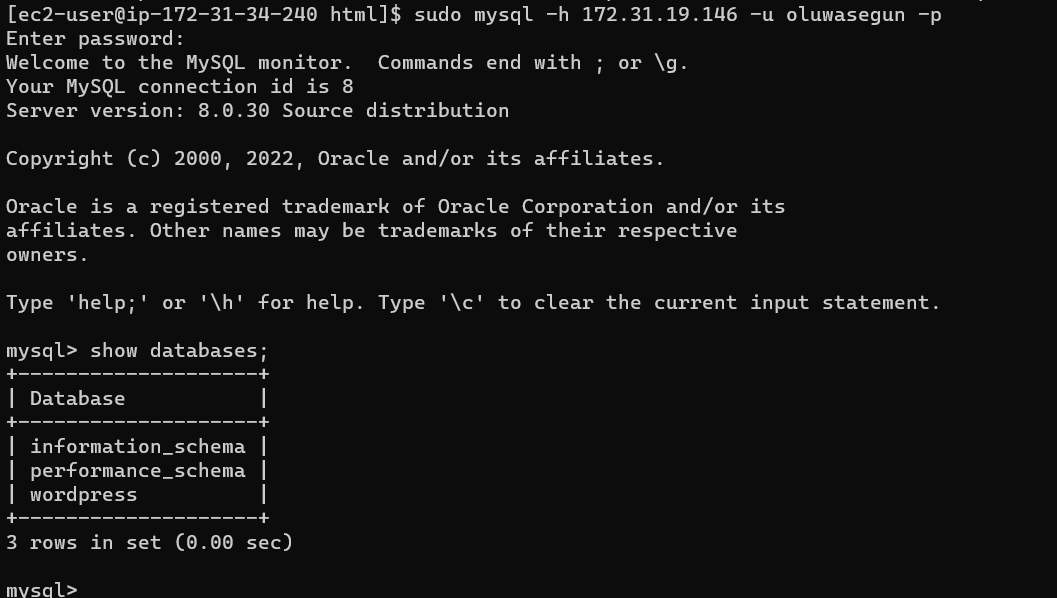 [ec2-user@ip-172-31-34-240 html]$ sudo mysql -h 172.31.19.146 -u oluwasegun -p
Enter password:
Welcome to the MySQL monitor.  Commands end with ; or \g.
Your MySQL connection id is 8
Server version: 8.0.30 Source distribution

Copyright (c) 2000, 2022, Oracle and/or its affiliates.

Oracle is a registered trademark of Oracle Corporation and/or its
affiliates. Other names may be trademarks of their respective
owners.

Type 'help;' or '\h' for help. Type '\c' to clear the current input statement.

mysql> show databases;
+--------------------+
| Database           |
+--------------------+
| information_schema |
| performance_schema |
| wordpress          |
+--------------------+
3 rows in set (0.00 sec)

mysql>